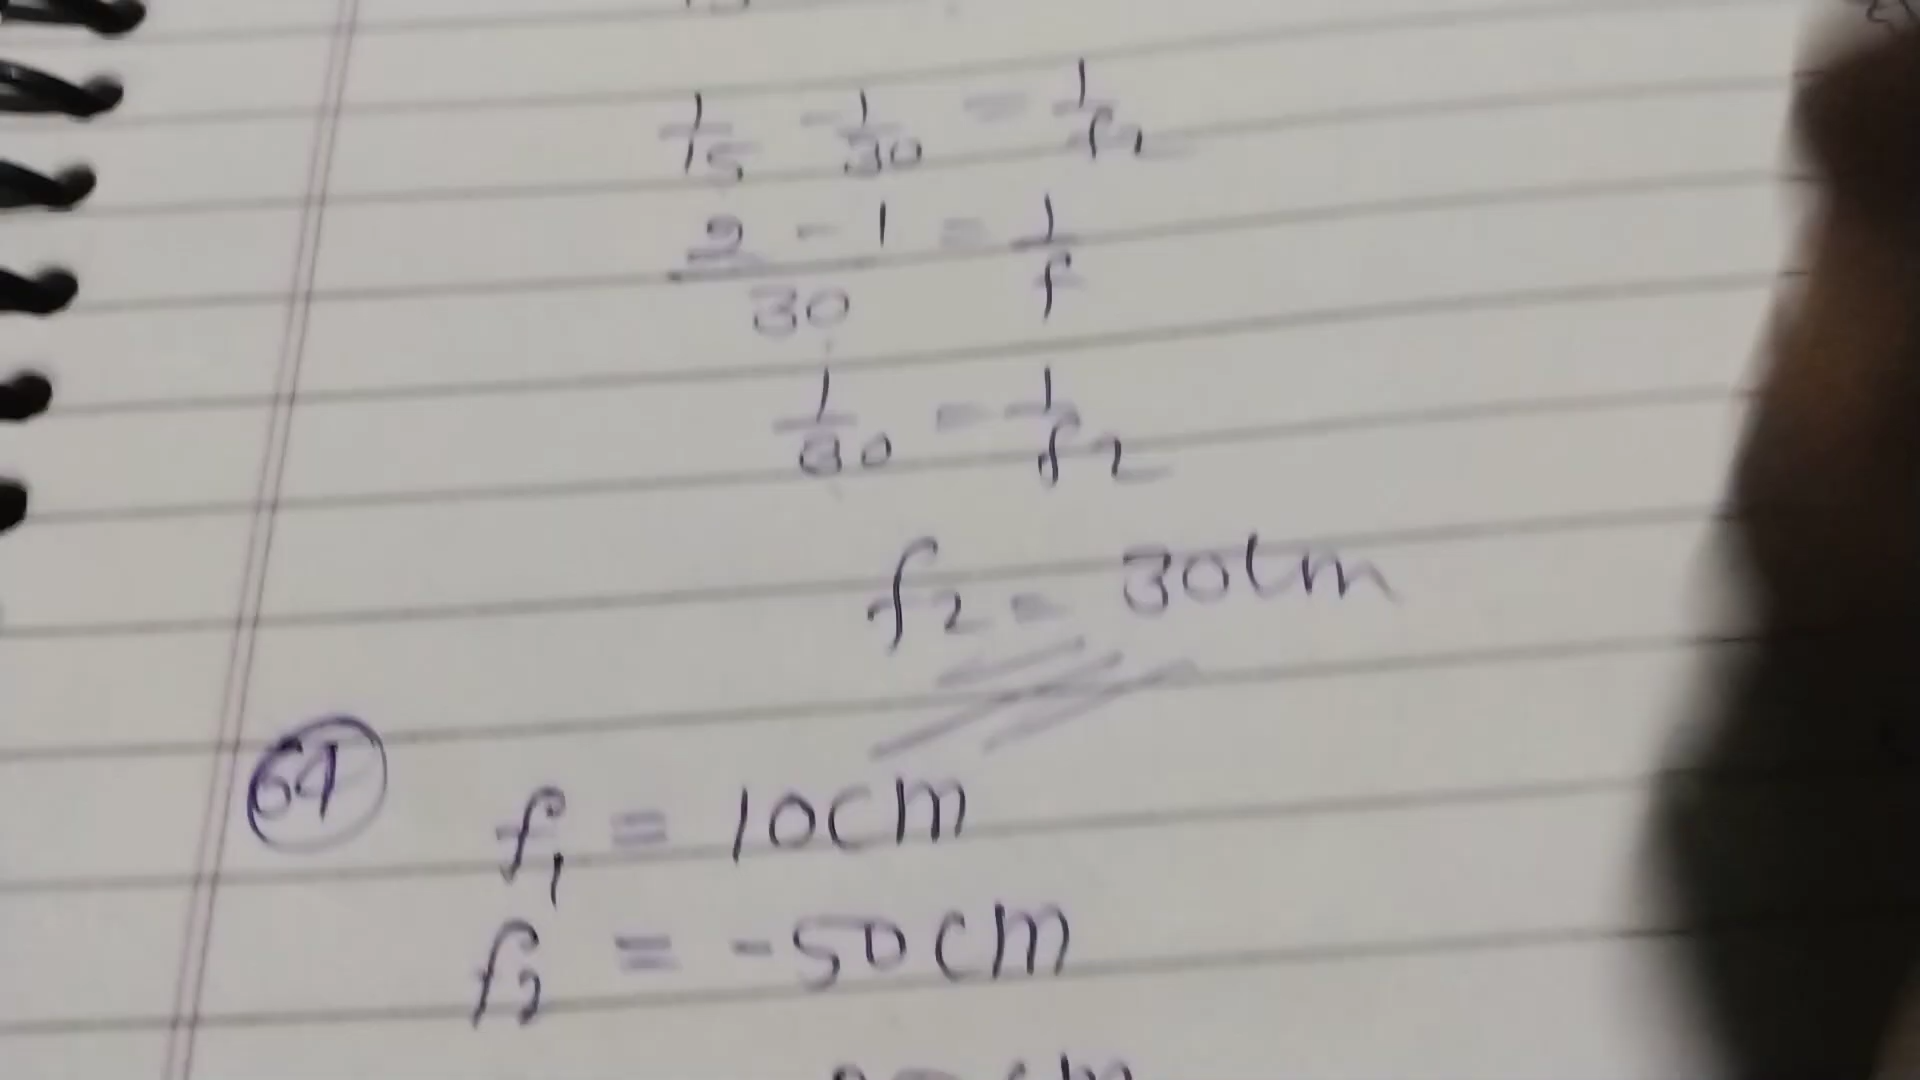 1/15 - 1/30 = 1/f2
2 - 1/30 = 1/f
1/30 = 1/f2
f2 = 30cm
64 f1 = 10cm
f2 = -50cm
cm